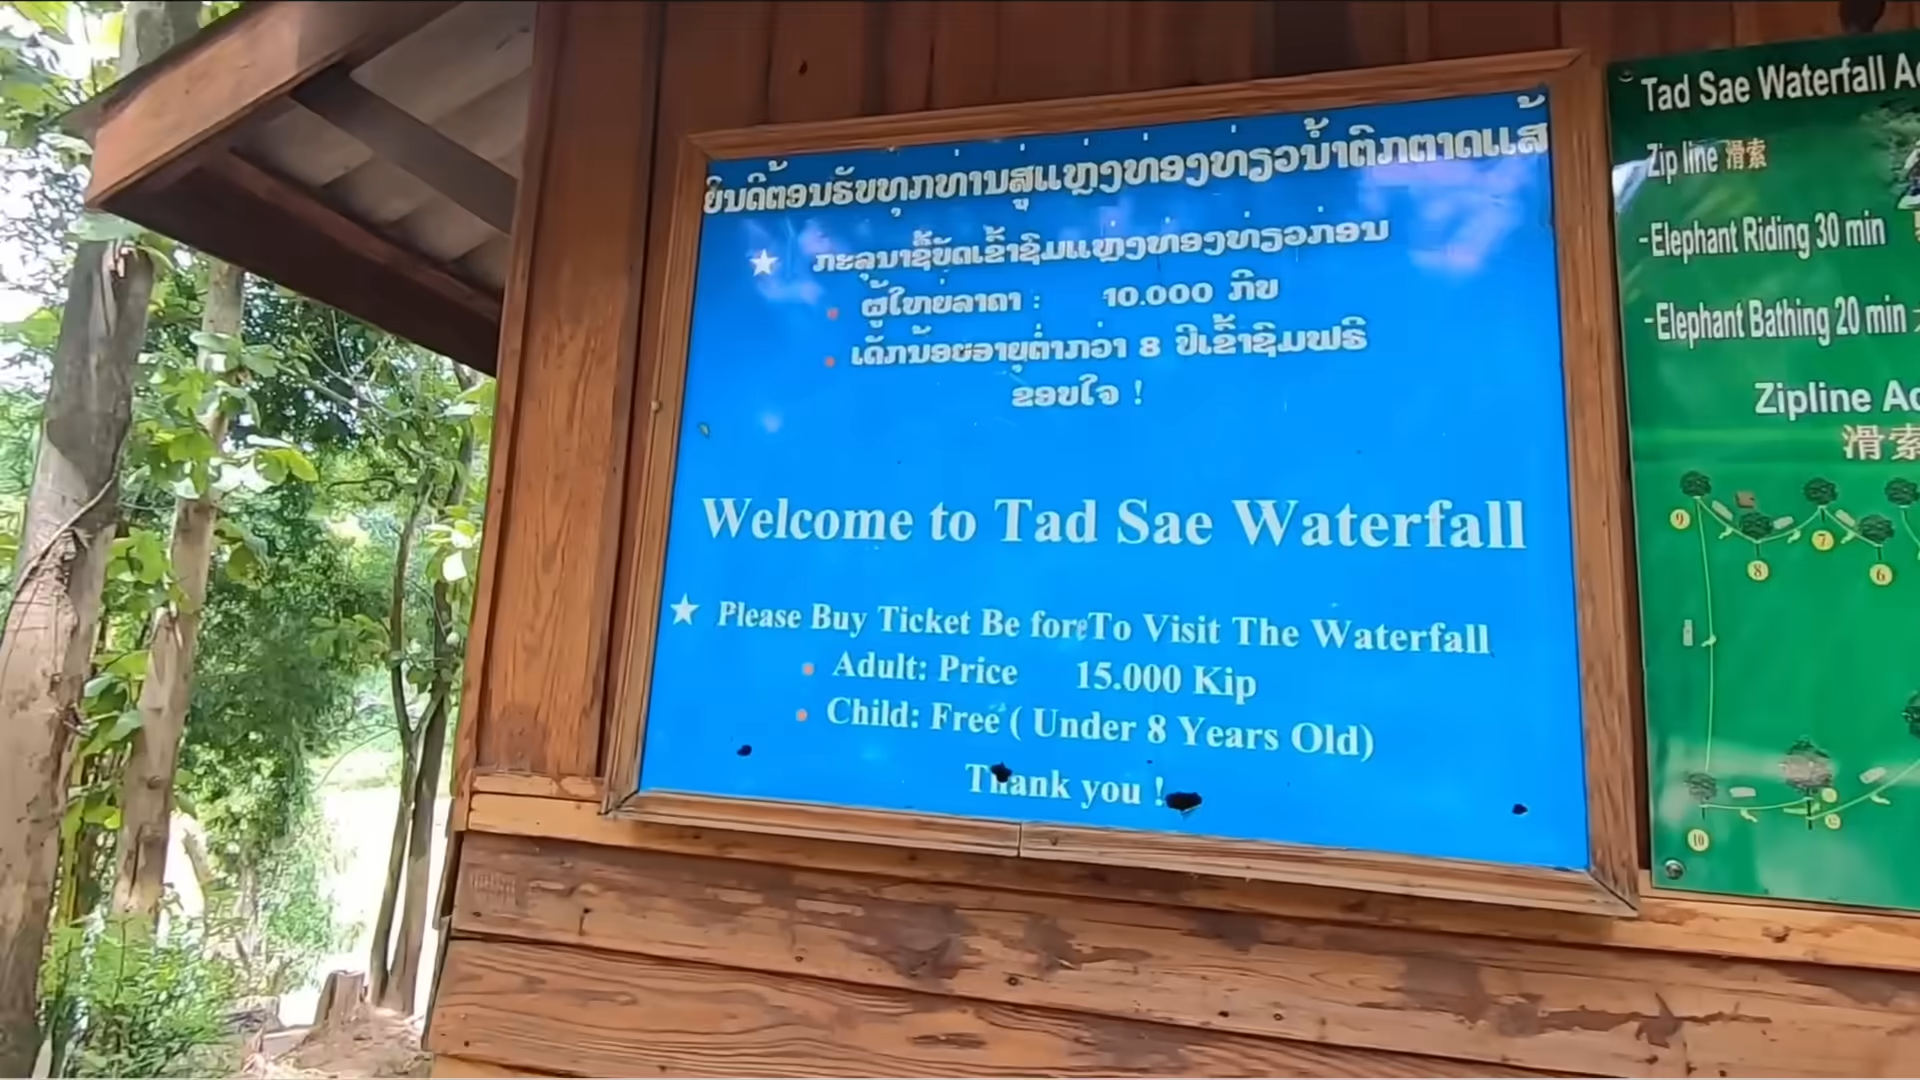 ຍິນດີຕ້ອນຮັບທຸກທ່ານສູ່ແຫຼ່ງທ່ອງທ່ຽວນ້ຳຕົກຕາດແສ້
ກະລຸນາຊື້ບັດເຂົ້າຊົມແຫຼ່ງທ່ອງທ່ຽວກ່ອນ
ຜູ້ໃຫຍ່ລາຄາ : 10.000 ກີບ
ເດັກນ້ອຍອາຍຸຕ່ຳກວ່າ 8 ປີເຂົ້າຊົມຟຣີ
ຂອບໃຈ !
Welcome to Tad Sae Waterfall
Please Buy Ticket Be fore To Visit The Waterfall
Adult: Price 15.000 Kip
Child: Free ( Under 8 Years Old)
Thank you !
Tad Sae Waterfall
Zip line 滑索
-Elephant Riding 30 min
-Elephant Bathing 20 min
Zipline
滑索
9
8
7
6
10